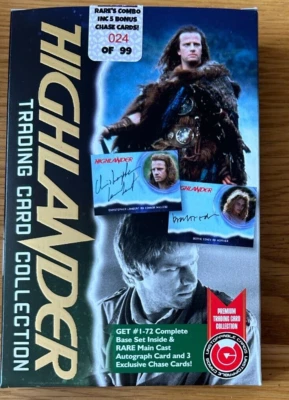 RARE'S COMBO
INC 5 BONUS
CHASE CARDS!
024
OF 99
HIGHLANDER
TRADING CARD COLLECTION
HIGHLANDER
HIGHLANDER
GET #1-72 Complete
Base Set Inside &
RARE Main Cast
Autograph Card and 3
Exclusive Chase Cards!
PREMIUM
TRADING CARD
COLLECTION